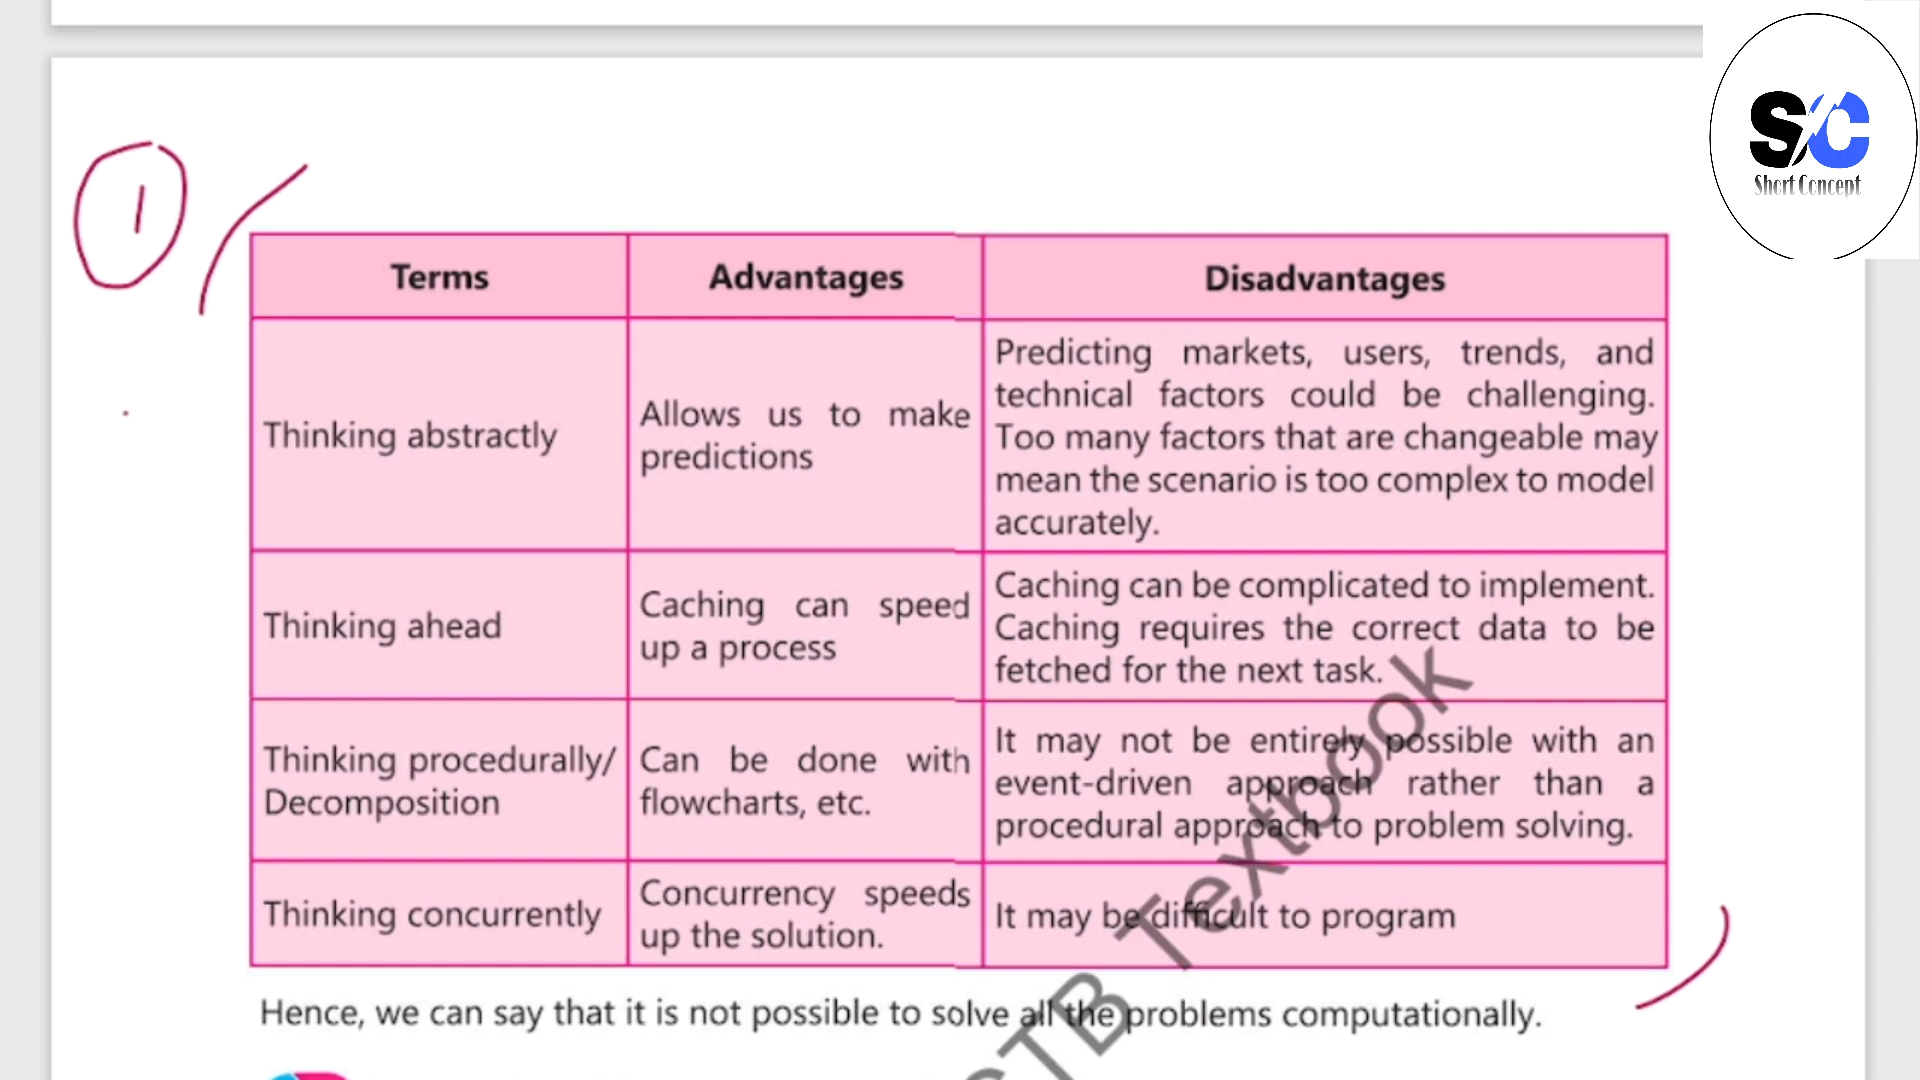 SC
Short Concept
1
Terms
Advantages
Disadvantages
Thinking abstractly
Allows us to make
predictions
Predicting markets, users, trends, and
technical factors could be challenging.
Too many factors that are changeable may
mean the scenario is too complex to model
accurately.
Thinking ahead
Caching can speed
up a process
Caching can be complicated to implement.
Caching requires the correct data to be
fetched for the next task.
Thinking procedurally/
Decomposition
Can be done with
flowcharts, etc.
It may not be entirely possible with an
event-driven approach rather than a
procedural approach to problem solving.
Thinking concurrently
Concurrency speeds
up the solution.
It may be difficult to program
Hence, we can say that it is not possible to solve all the problems computationally.
STB Textbook